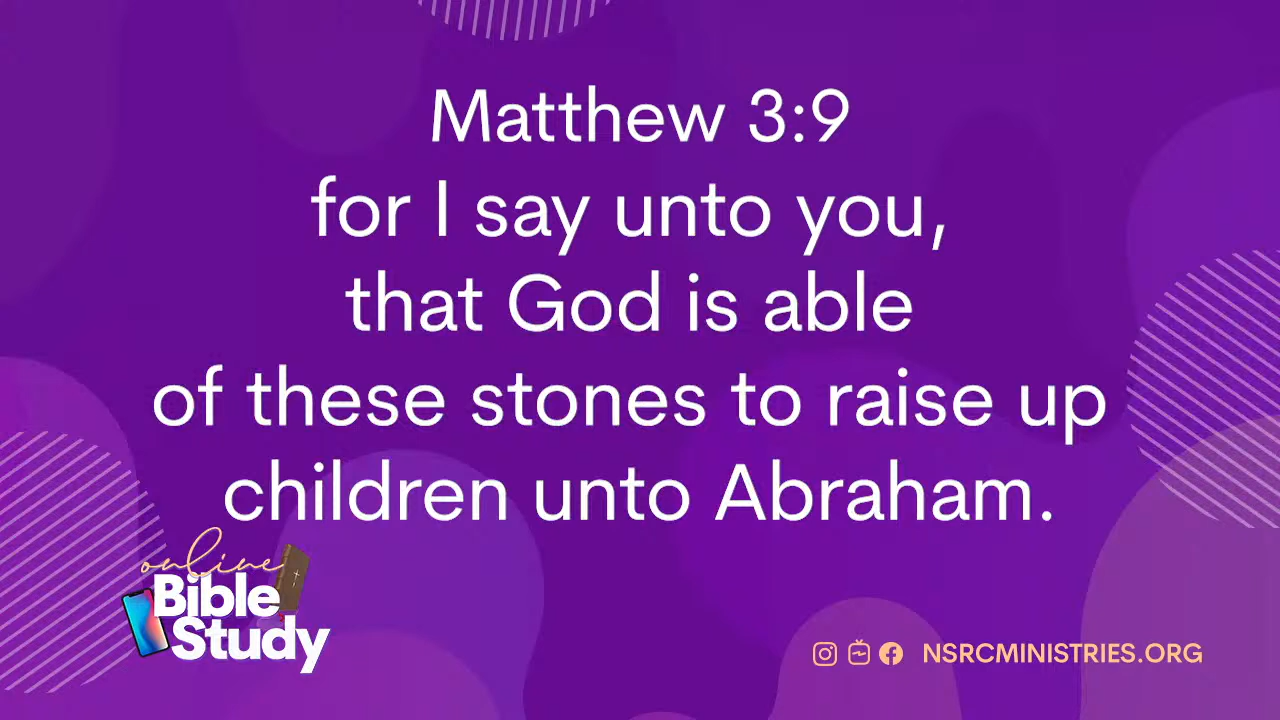 Matthew 3:9
for I say unto you,
that God is able
of these stones to raise up
children unto Abraham.
online
Bible
Study
NSRCMINISTRIES.ORG